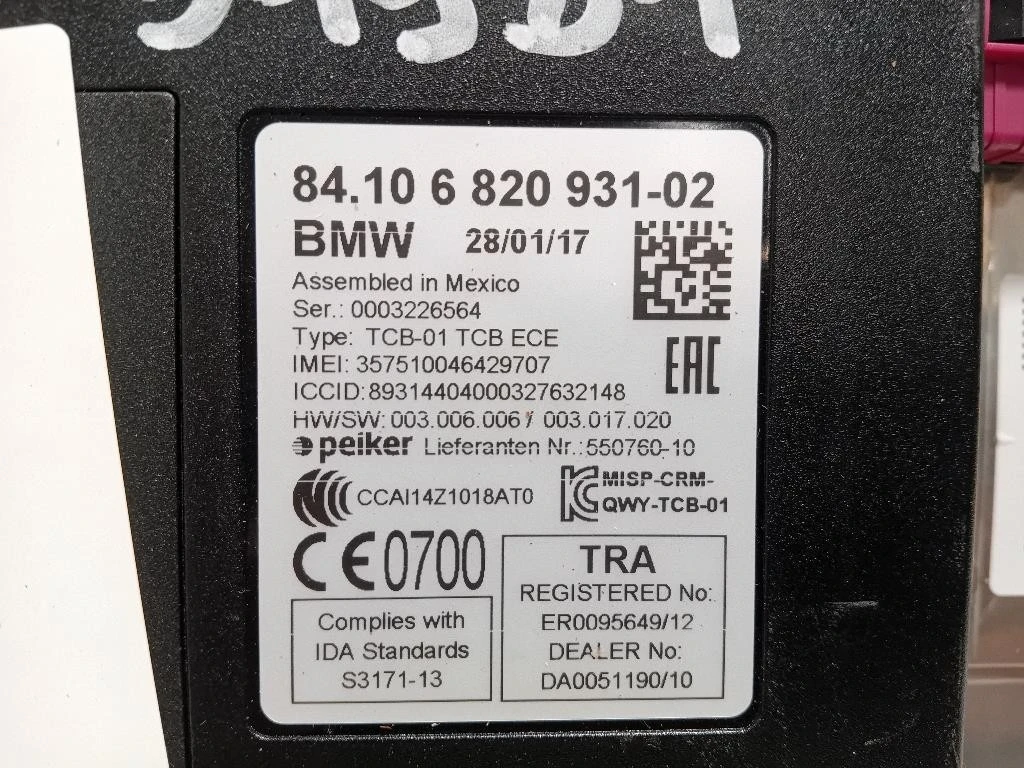 84.10 6 820 931-02
BMW 28/01/17
Assembled in Mexico
Ser.: 0003226564
Type: TCB-01 TCB ECE
IMEI: 357510046429707
ICCID:89314404000327632148
HW/SW: 003.006.006/ 003.017.020
peiker Lieferanten Nr.:550760-10
CCAI14Z1018AT0
MISP-CRM-
QWY-TCB-01
EAC
CE0700
Complies with
IDA Standards
S3171-13
TRA
REGISTERED No:
ER0095649/12
DEALER No:
DA0051190/10